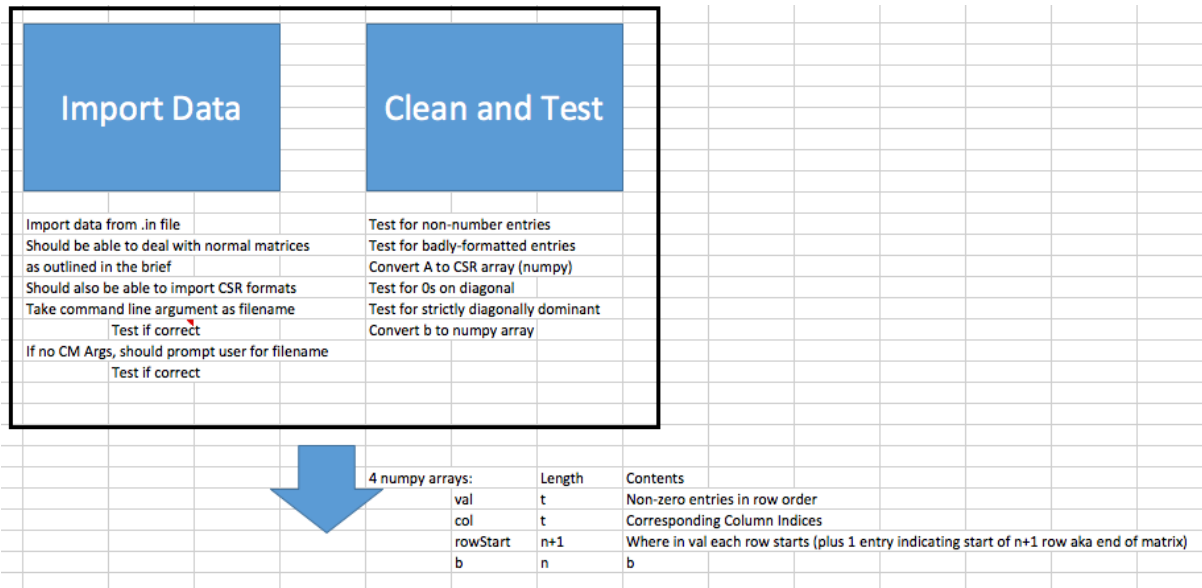 Import Data
Clean and Test
Import data from .in file
Should be able to deal with normal matrices
as outlined in the brief
Should also be able to import CSR formats
Take command line argument as filename
Test if correct
If no CM Args, should prompt user for filename
Test if correct
Test for non-number entries
Test for badly-formatted entries
Convert A to CSR array (numpy)
Test for 0s on diagonal
Test for strictly diagonally dominant
Convert b to numpy array
4 numpy arrays: Length Contents
val t Non-zero entries in row order
col t Corresponding Column Indices
rowStart n+1 Where in val each row starts (plus 1 entry indicating start of n+1 row aka end of matrix)
b n b